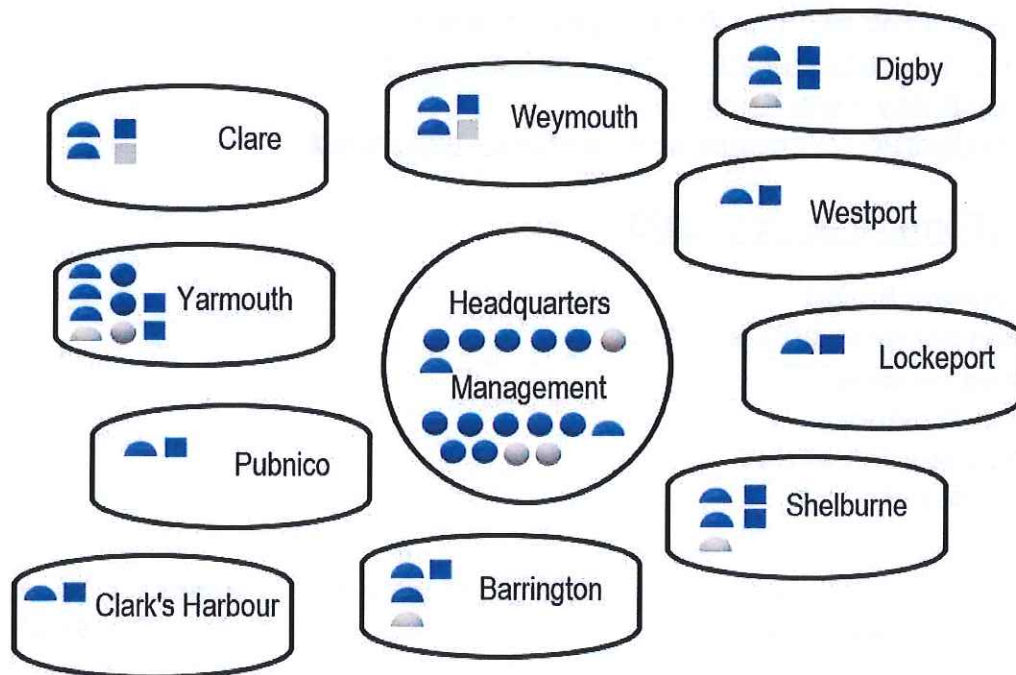 Digby
Weymouth
Clare
Westport
Yarmouth
Headquarters
Management
Lockeport
Pubnico
Shelburne
Clark's Harbour
Barrington